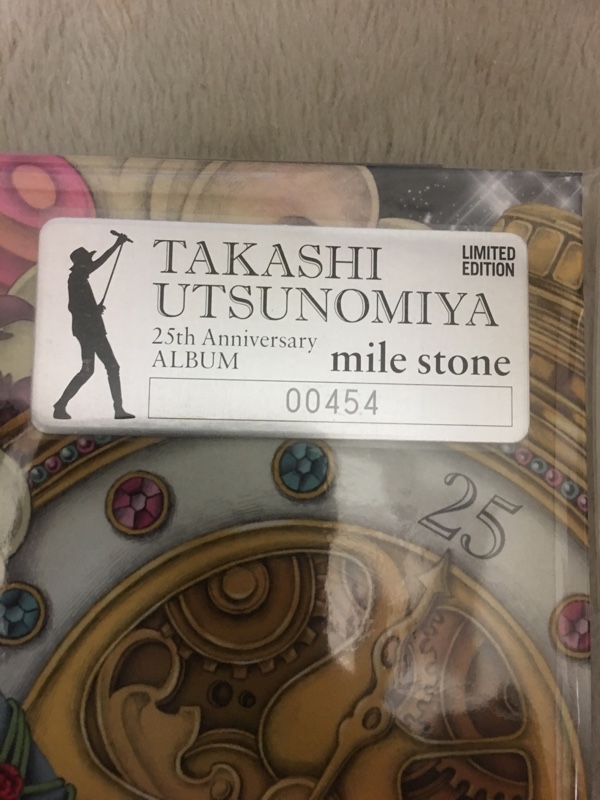 TAKASHI
UTSUNOMIYA
LIMITED
EDITION
25th Anniversary
ALBUM
mile stone
00454
25